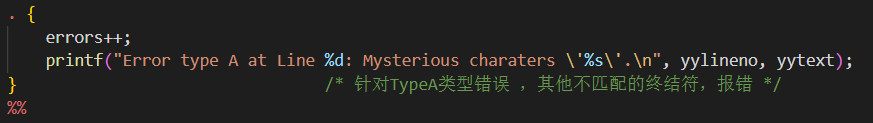 . {
errors++;
printf("Error type A at Line %d: Mysterious charaters \'%s\'.\n", yylineno, yytext);
} /* 针对TypeA类型错误 ，其他不匹配的终结符，报错 */
%%